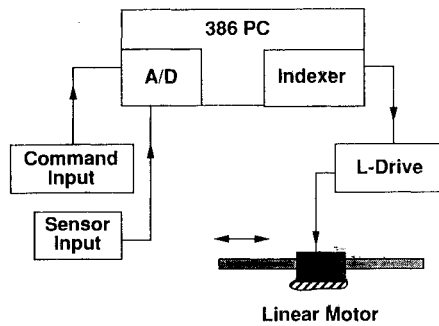 386 PC
A/D
Indexer
Command
Input
L-Drive
Sensor
Input
Linear Motor